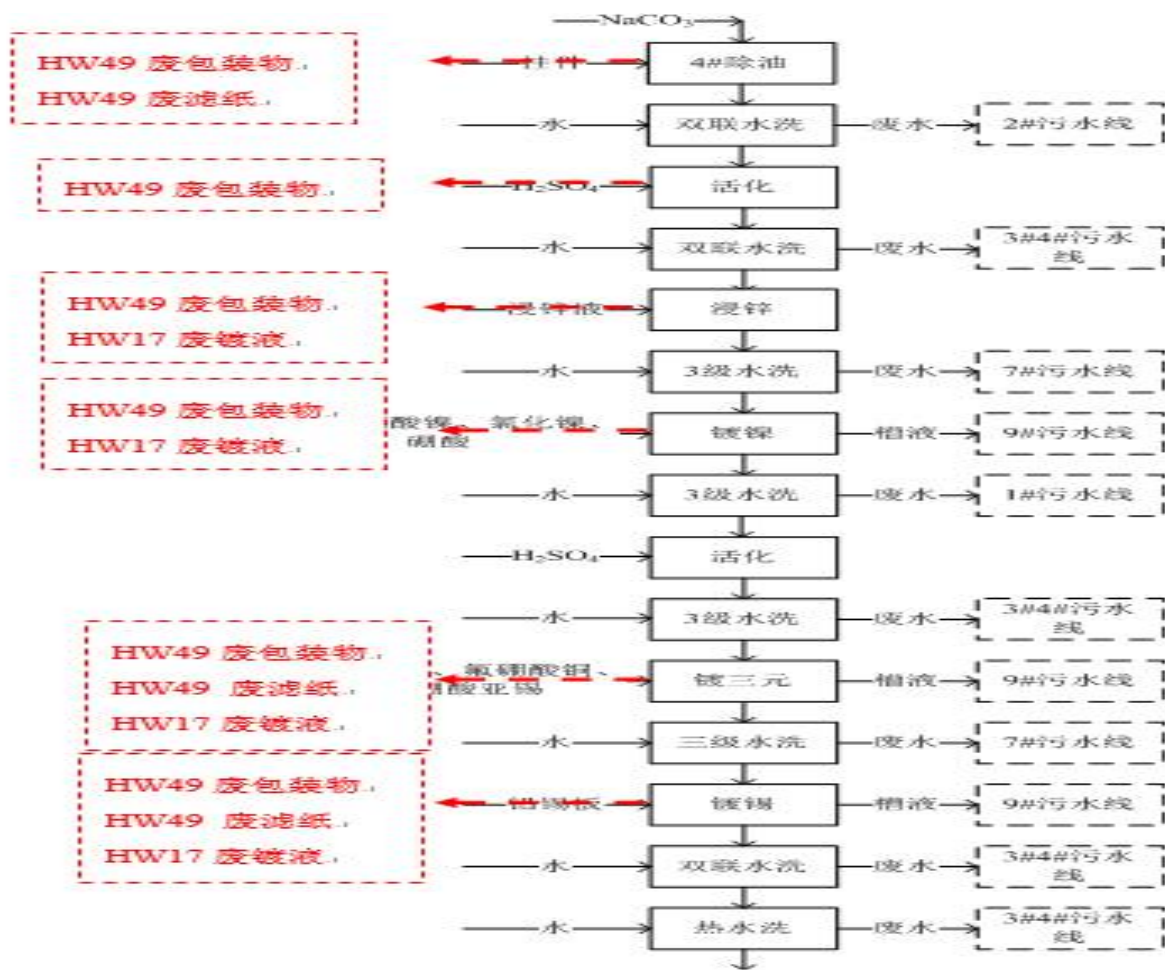 NaCO₃
HW49 废包装物
HW49 废滤纸
挂件
4#除油
水
双联水洗
废水
2#污水线
HW49 废包装物
H₂SO₄
活化
水
双联水洗
废水
3#4#污水
线
HW49 废包装物
HW17 废镀液
浸锌液
浸锌
水
3级水洗
废水
7#污水线
HW49 废包装物
HW17 废镀液
酸镍、氯化镍、
硼酸
镀镍
槽液
9#污水线
水
3级水洗
废水
1#污水线
H₂SO₄
活化
水
3级水洗
废水
3#4#污水
线
HW49 废包装物
HW49 废滤纸
HW17 废镀液
、氟硼酸铜、
酸亚锡
镀三元
槽液
9#污水线
水
三级水洗
废水
7#污水线
HW49 废包装物
HW49 废滤纸
HW17 废镀液
铅锡板
镀锡
槽液
9#污水线
水
双联水洗
废水
3#4#污水
线
水
热水洗
废水
3#4#污水
线